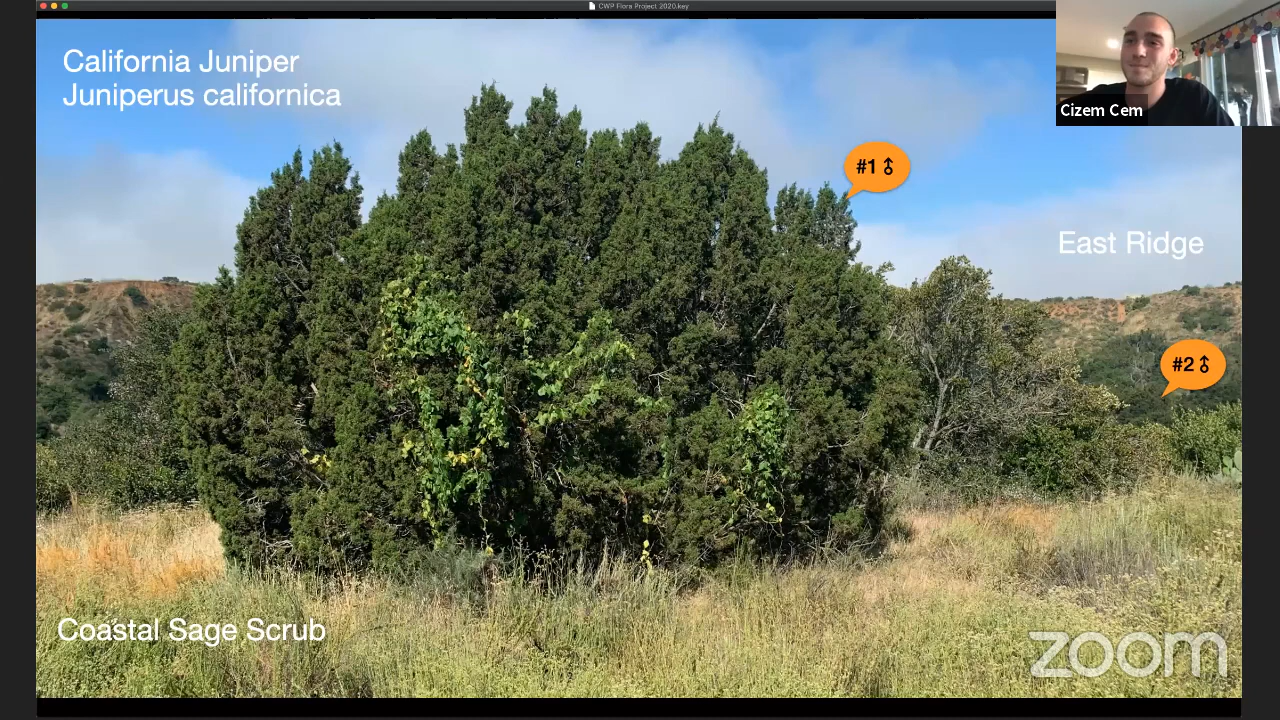 CWP Flora Project 2020.key
California Juniper
Juniperus californica
Cizem Cem
#1
East Ridge
#2
Coastal Sage Scrub
zoom